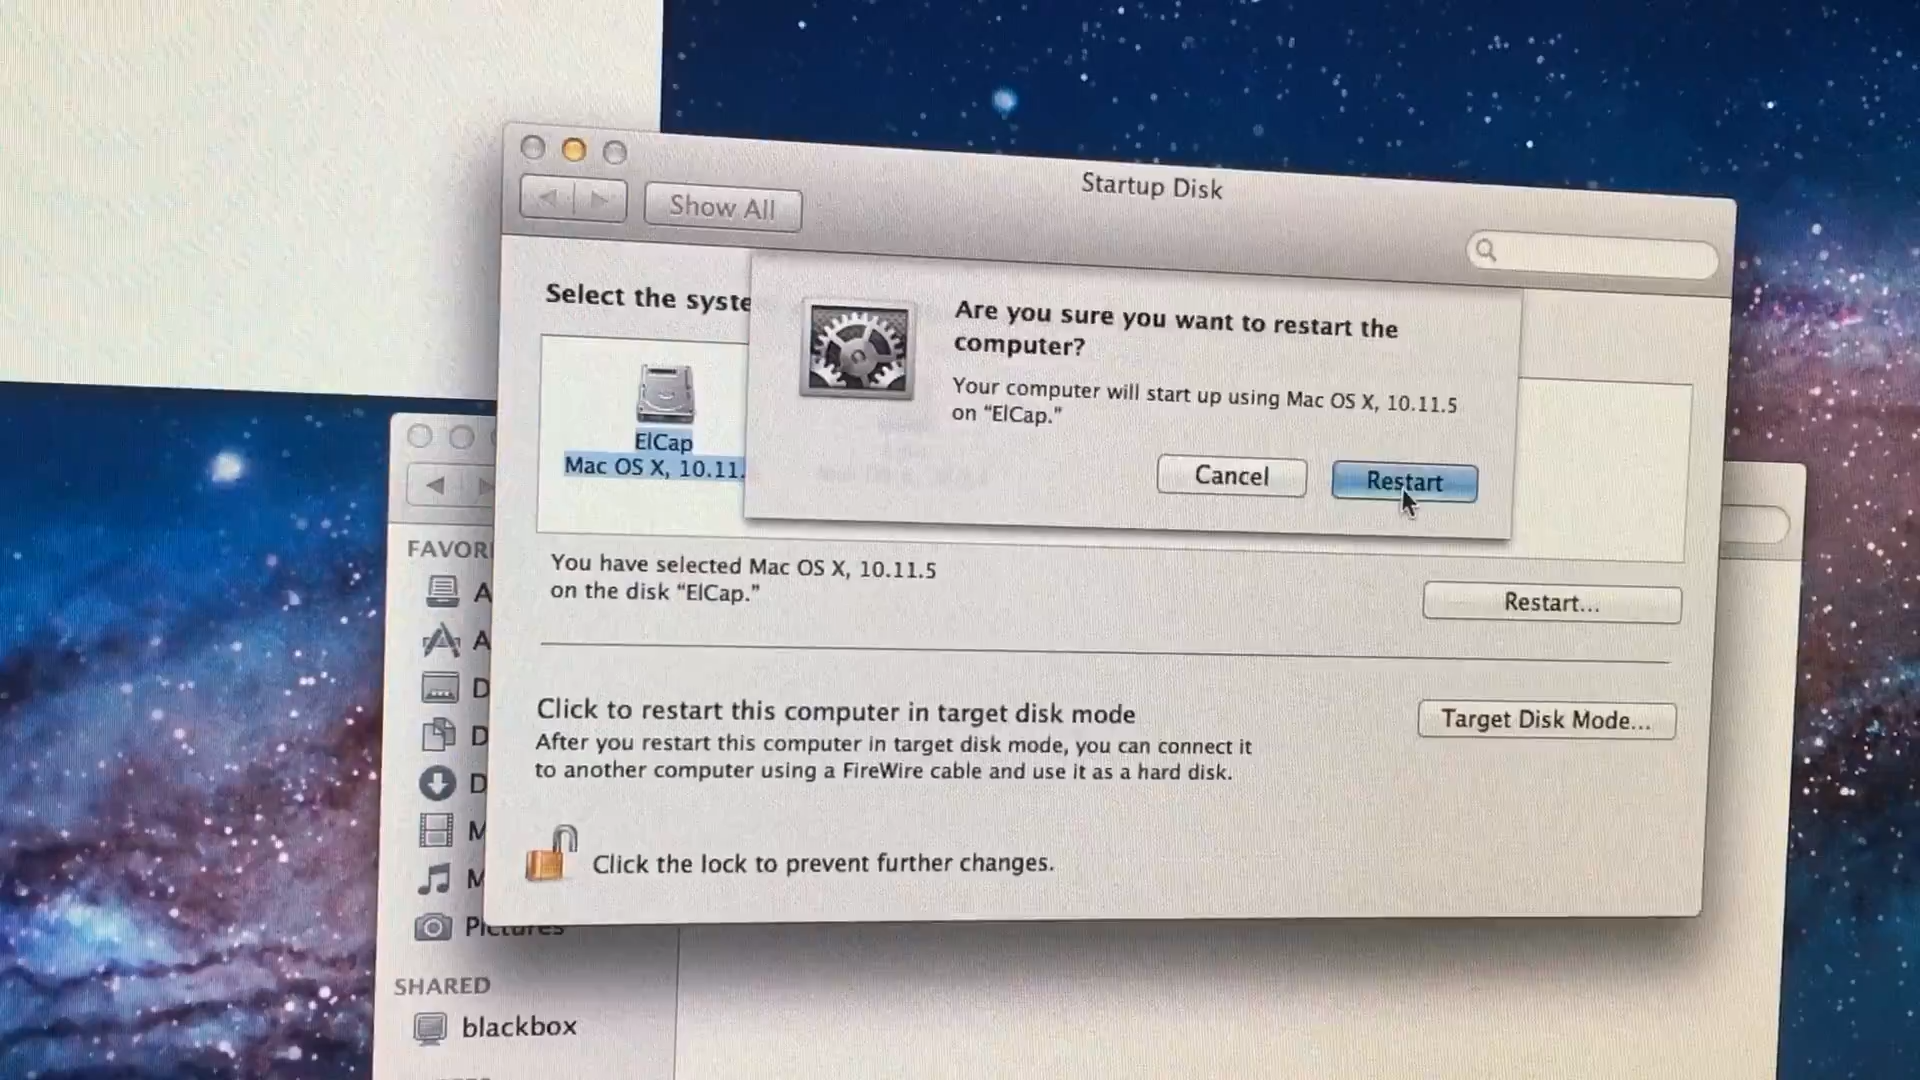 Startup Disk
Show All
Select the syste
Are you sure you want to restart the
computer?
Your computer will start up using Mac OS X, 10.11.5
on “ElCap.”
Cancel
Restart
ElCap
Mac OS X, 10.11.
You have selected Mac OS X, 10.11.5
on the disk “ElCap.”
Restart...
Click to restart this computer in target disk mode
After you restart this computer in target disk mode, you can connect it
to another computer using a FireWire cable and use it as a hard disk.
Target Disk Mode...
Click the lock to prevent further changes.
FAVORI
A
A
D
D
D
M
M
Pictures
SHARED
blackbox